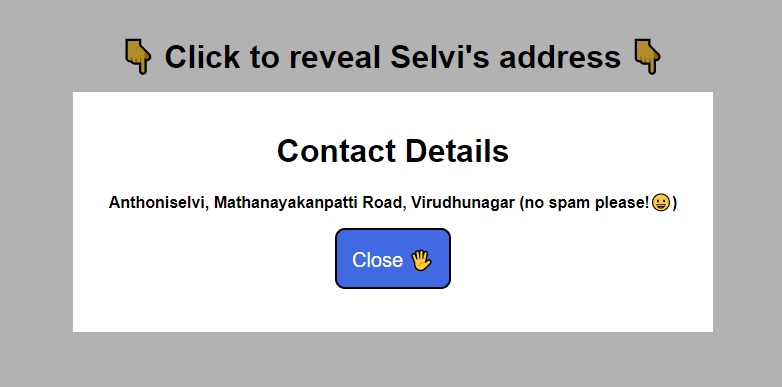 👇 Click to reveal Selvi's address 👇
Contact Details
Anthoniselvi, Mathanayakanpatti Road, Virudhunagar (no spam please!😀)
Close 🖐